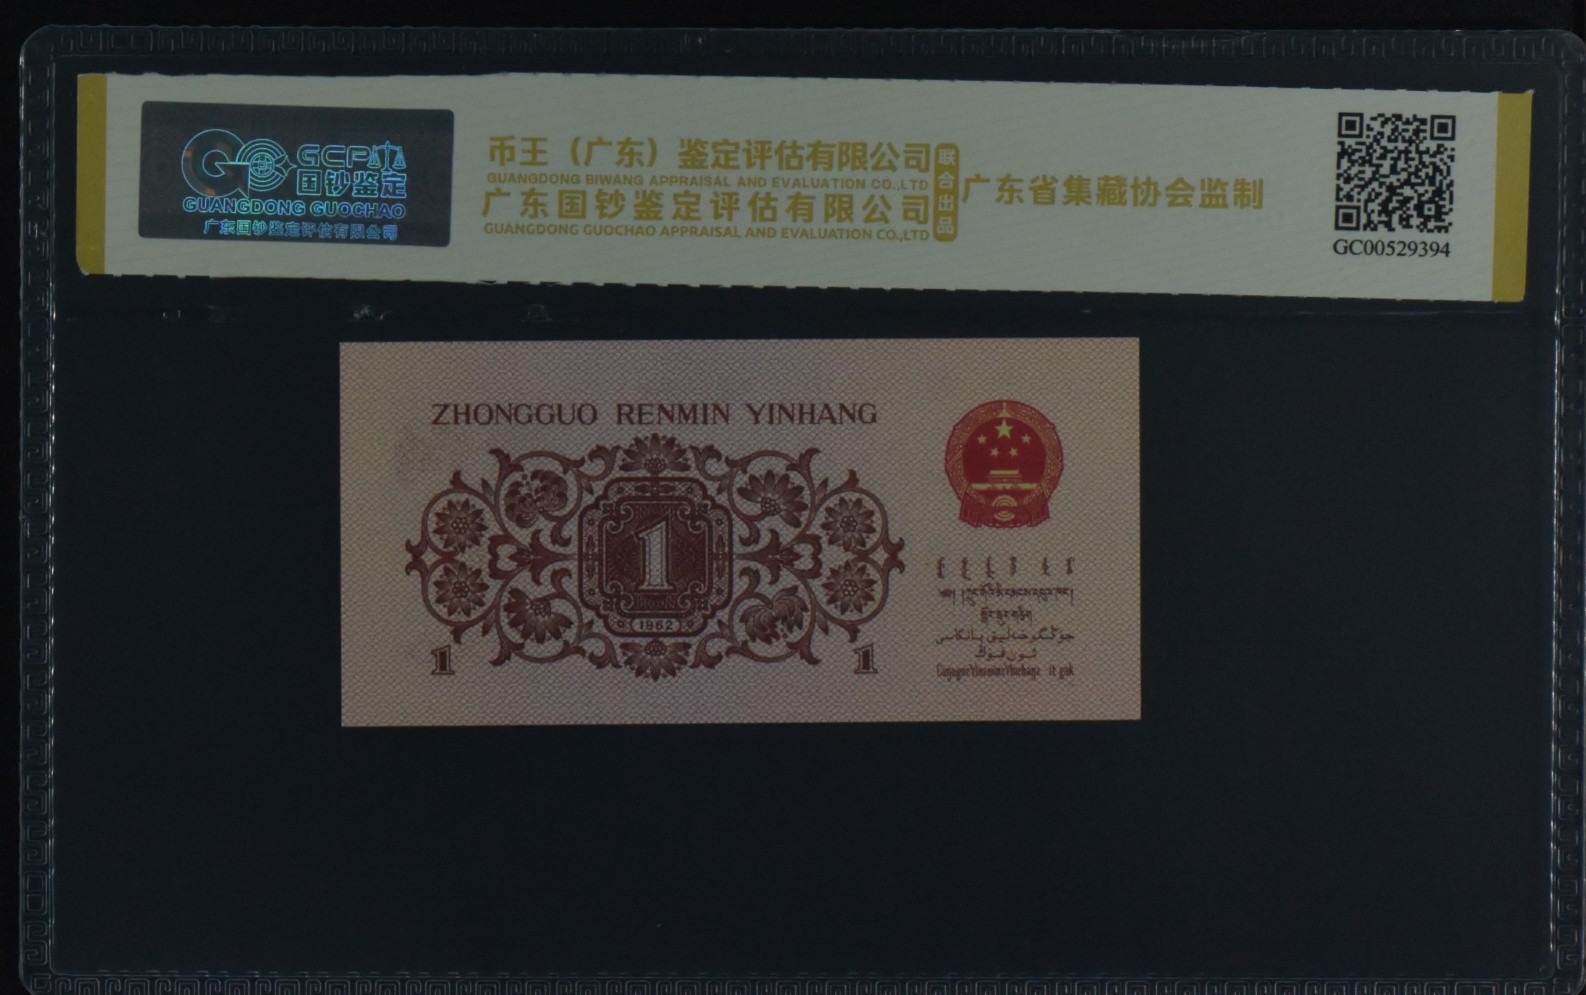 GCP
国钞鉴定
GUANGDONG GUOCHAO
广东国钞鉴定评估有限公司
币王（广东）鉴定评估有限公司
GUANGDONG BIWANG APPRAISAL AND EVALUATION CO.,LTD
广东国钞鉴定评估有限公司
GUANGDONG GUOCHAO APPRAISAL AND EVALUATION CO.,LTD
联合出品
广东省集藏协会监制
GC00529394
ZHONGGUO RENMIN YINHANG
1
1962
1
1
جۇڭگو خەلىق بانكاسى